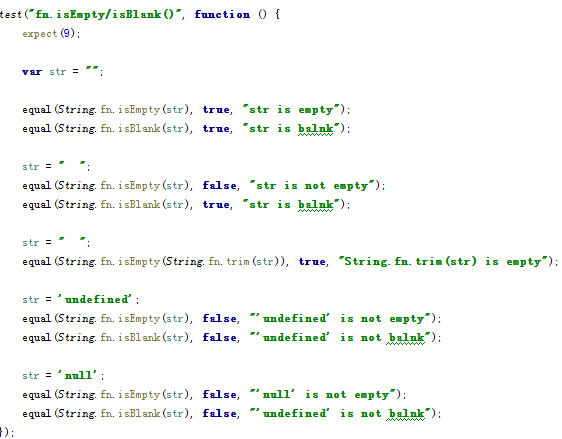 test("fn.isEmpty/isBlank()", function () {
expect(9);
var str = "";
equal(String.fn.isEmpty(str), true, "str is empty");
equal(String.fn.isBlank(str), true, "str is balnk");
str = "  ";
equal(String.fn.isEmpty(str), false, "str is not empty");
equal(String.fn.isBlank(str), true, "str is balnk");
str = "  ";
equal(String.fn.isEmpty(String.fn.trim(str)), true, "String.fn.trim(str) is empty");
str = 'undefined';
equal(String.fn.isEmpty(str), false, "'undefined' is not empty");
equal(String.fn.isBlank(str), false, "'undefined' is not balnk");
str = 'null';
equal(String.fn.isEmpty(str), false, "'null' is not empty");
equal(String.fn.isBlank(str), false, "'undefined' is not balnk");
});